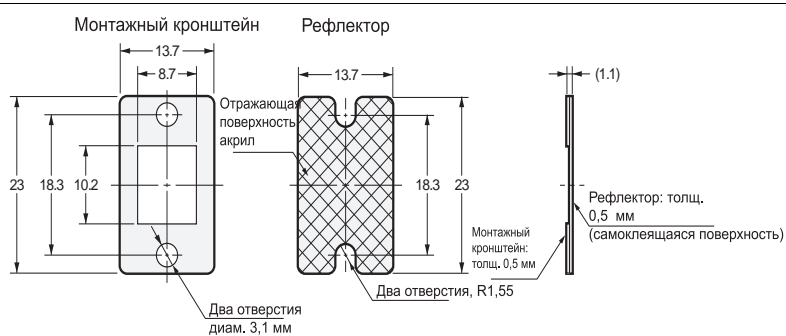 Монтажный кронштейн
Рефлектор
13.7
8.7
13.7
(1.1)
Отражающая
поверхность
акрил
23
18.3
10.2
18.3
23
Рефлектор: толщ.
0,5 мм
(самоклеящаяся поверхность)
Монтажный
кронштейн:
толщ. 0,5 мм
Два отверстия, R1,55
Два отверстия
диам. 3,1 мм